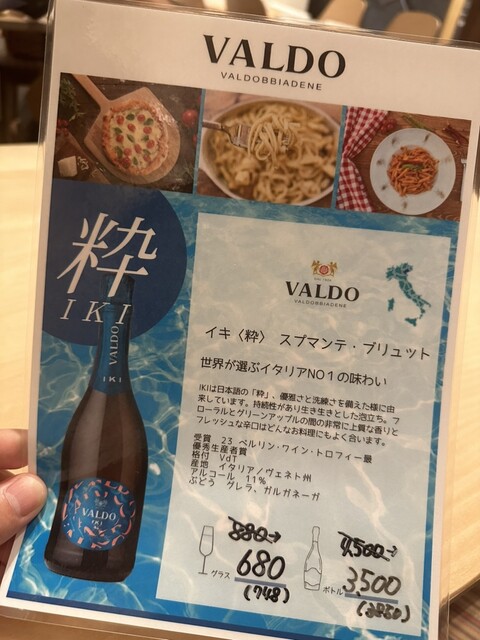 VALDO
VALDOBBIADENE
粋
IKI
VALDO
VALDOBBIADENE
イキ〈粋〉 スプマンテ・ブリュット
世界が選ぶイタリアNO1の味わい
IKIは日本語の「粋」、優雅さと洗練さを備えた様に由
来しています。持続性があり生き生きとした泡立ち。フ
ローラルとグリーンアップルの間の非常に上質な香りと
フレッシュな辛口はどんなお料理にもよく合います。
受賞 23 ベルリン・ワイン・トロフィー最
優秀生産者賞
格付 VdT
産地 イタリア/ヴェネト州
アルコール 11%
ぶどう グレラ、ガルガネーガ
VALDO
IKI
VALDO
IKI
グラス
880→
680
(748)
ボトル
4,500→
3,500
(3850)